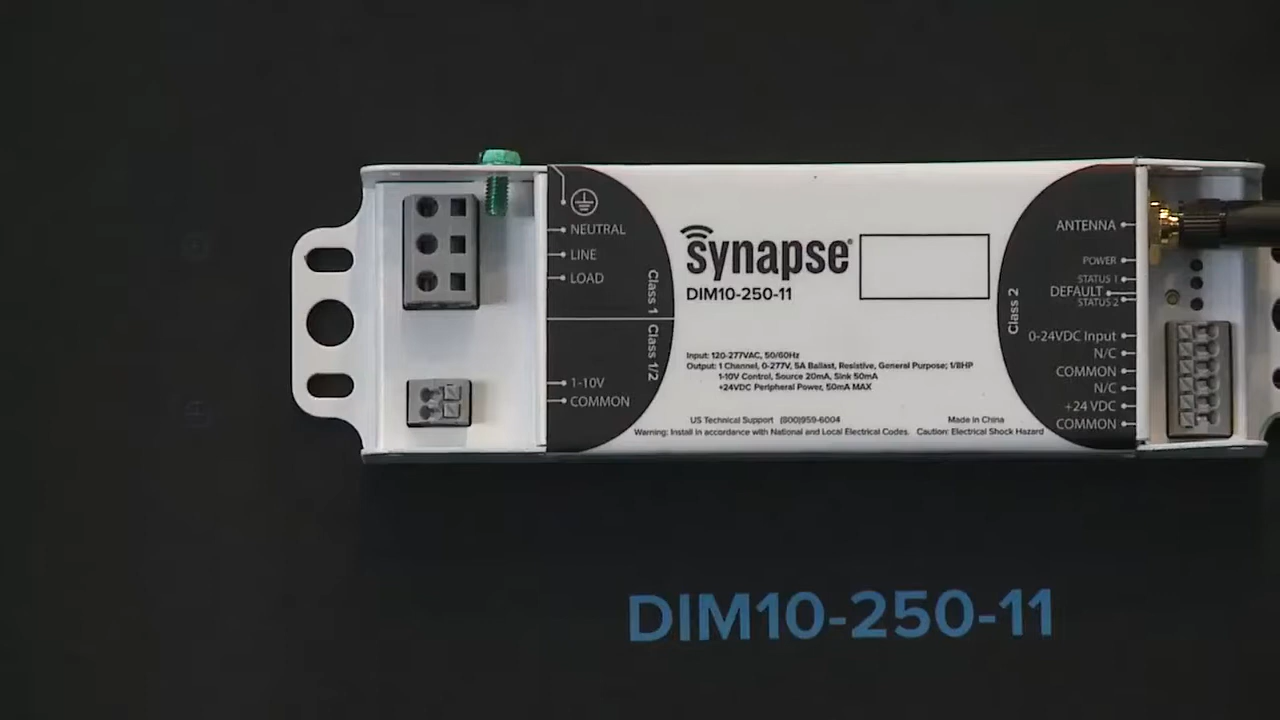 NEUTRAL
LINE
LOAD
Class 1
Class 1/2
1-10V
COMMON
synapse®
DIM10-250-11
Input: 120-277VAC, 50/60Hz
Output: 1 Channel, 0-277V, 5A Ballast, Resistive, General Purpose; 1/8HP
1-10V Control, Source 20mA, Sink 50mA
+24VDC Peripheral Power, 50mA MAX
US Technical Support (800)959-6004
Made in China
Warning: Install in accordance with National and Local Electrical Codes. Caution: Electrical Shock Hazard
Class 2
ANTENNA
POWER
STATUS 1
DEFAULT
STATUS 2
0-24VDC Input
N/C
COMMON
N/C
+24 VDC
COMMON
DIM10-250-11